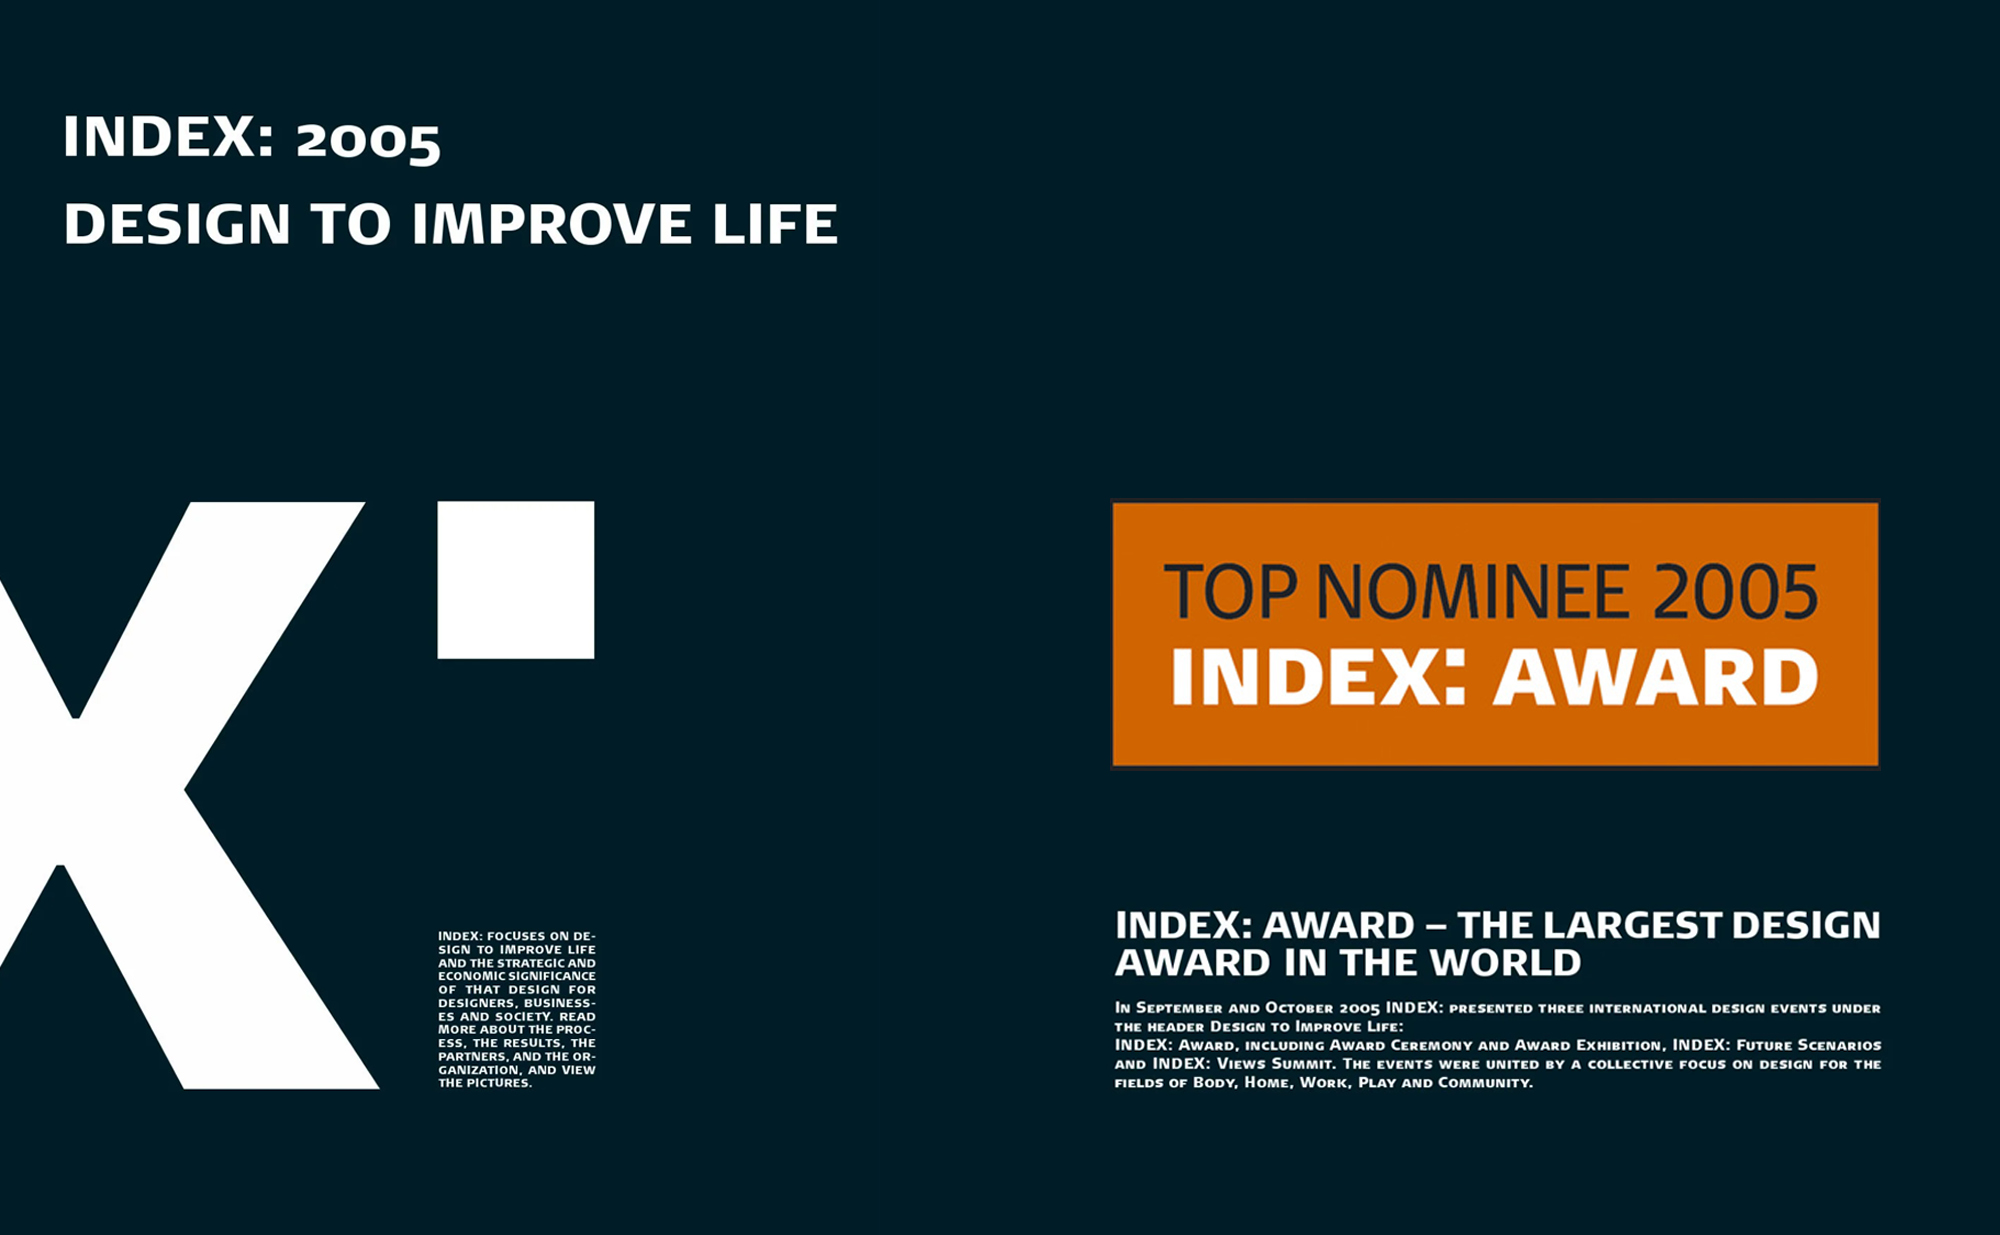 INDEX: 2005
DESIGN TO IMPROVE LIFE
X:
INDEX: FOCUSES ON DE-
SIGN TO IMPROVE LIFE
AND THE STRATEGIC AND
ECONOMIC SIGNIFICANCE
OF THAT DESIGN FOR
DESIGNERS, BUSINESS-
ES AND SOCIETY. READ
MORE ABOUT THE PROC-
ESS, THE RESULTS, THE
PARTNERS, AND THE OR-
GANIZATION, AND VIEW
THE PICTURES.
TOP NOMINEE 2005
INDEX: AWARD
INDEX: AWARD – THE LARGEST DESIGN
AWARD IN THE WORLD
In September and October 2005 INDEX: presented three international design events under
the header Design to Improve Life:
INDEX: Award, including Award Ceremony and Award Exhibition, INDEX: Future Scenarios
and INDEX: Views Summit. The events were united by a collective focus on design for the
fields of Body, Home, Work, Play and Community.